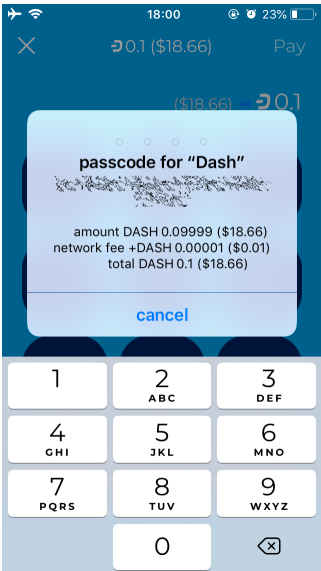 18:00
23%
0.1 ($18.66)
Pay
($18.66) 0.1
passcode for “Dash”
amount DASH 0.09999 ($18.66)
network fee +DASH 0.00001 ($0.01)
total DASH 0.1 ($18.66)
cancel
1
2
ABC
3
DEF
4
GHI
5
JKL
6
MNO
7
PQRS
8
TUV
9
WXYZ
0